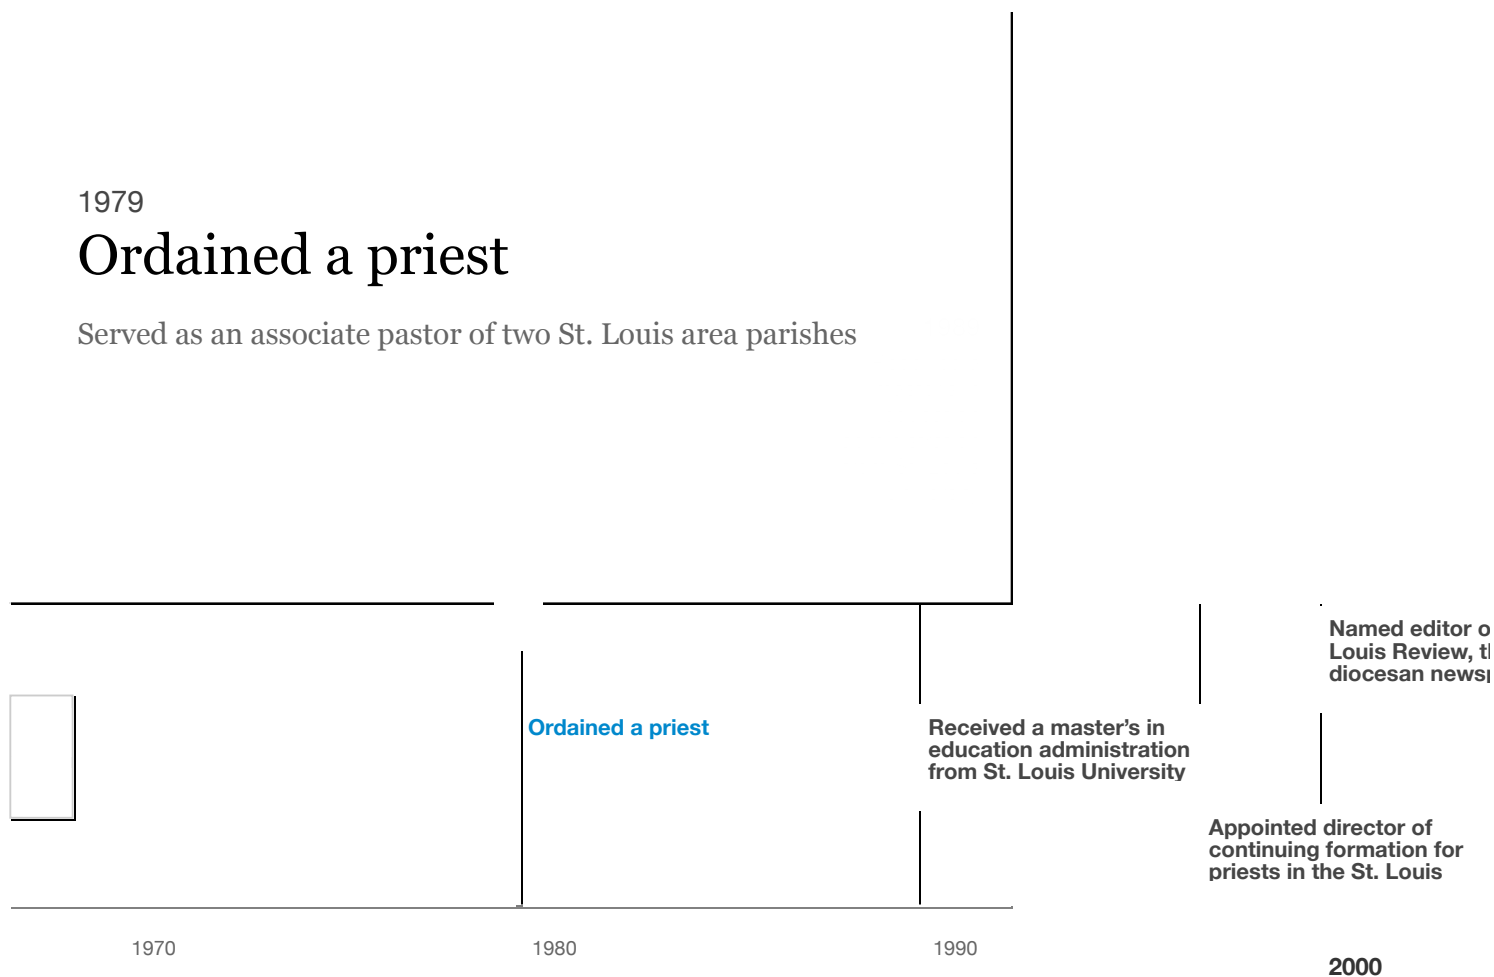 1979
Ordained a priest
Served as an associate pastor of two St. Louis area parishes
Named editor
Louis Review,
diocesan
Ordained a priest
Received a master’s in
education administration
from St. Louis University
Appointed director of
continuing formation for
priests in the St. Louis
1970
1980
1990
2000